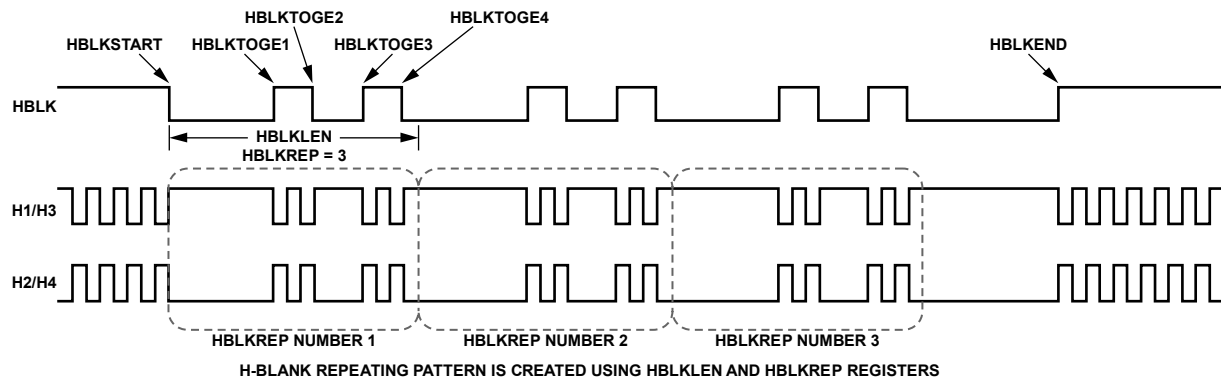 HBLKTOGE2
HBLKTOGE4
HBLKSTART
HBLKTOGE1
HBLKTOGE3
HBLKEND
HBLK
HBLKLEN
HBLKREP = 3
H1/H3
H2/H4
HBLKREP NUMBER 1
HBLKREP NUMBER 2
HBLKREP NUMBER 3
H-BLANK REPEATING PATTERN IS CREATED USING HBLKLEN AND HBLKREP REGISTERS